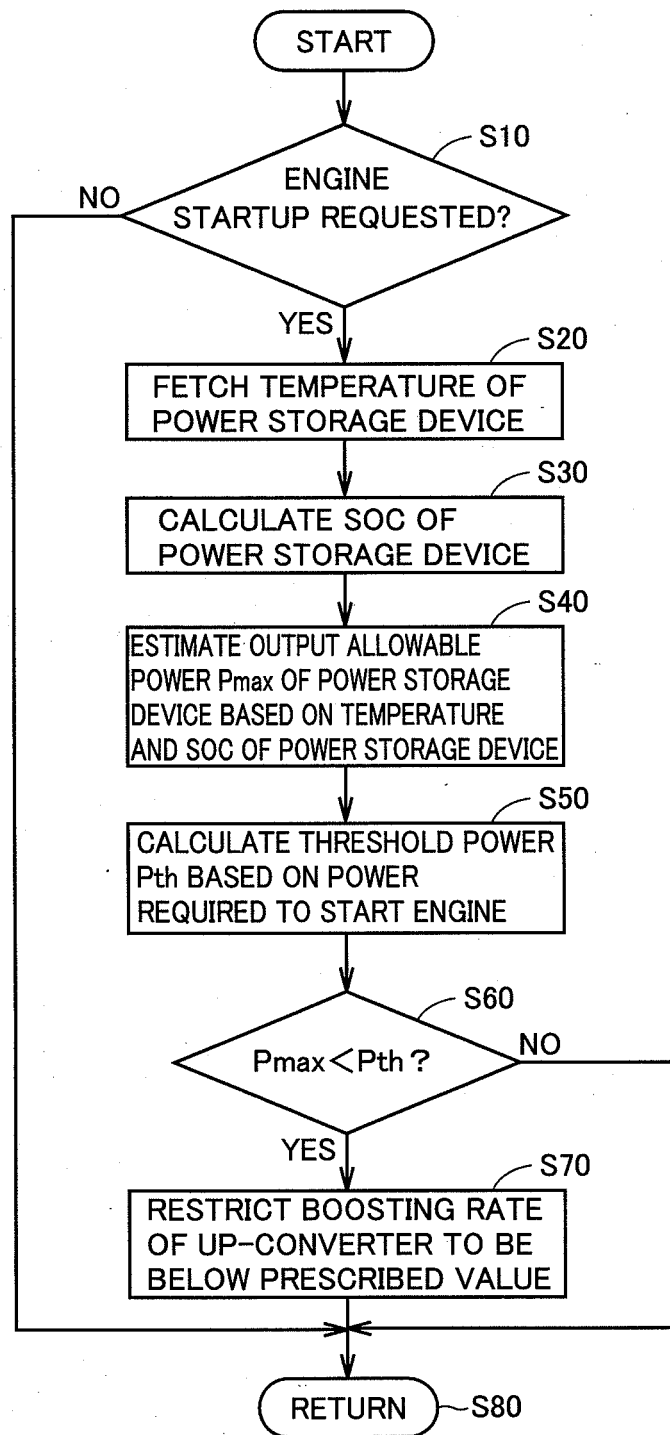 START
S10
ENGINE
STARTUP REQUESTED?
NO
YES
S20
FETCH TEMPERATURE OF
POWER STORAGE DEVICE
S30
CALCULATE SOC OF
POWER STORAGE DEVICE
S40
ESTIMATE OUTPUT ALLOWABLE
POWER Pmax OF POWER STORAGE
DEVICE BASED ON TEMPERATURE
AND SOC OF POWER STORAGE DEVICE
S50
CALCULATE THRESHOLD POWER
Pth BASED ON POWER
REQUIRED TO START ENGINE
S60
Pmax<Pth?
NO
YES
S70
RESTRICT BOOSTING RATE
OF UP-CONVERTER TO BE
BELOW PRESCRIBED VALUE
RETURN
S80